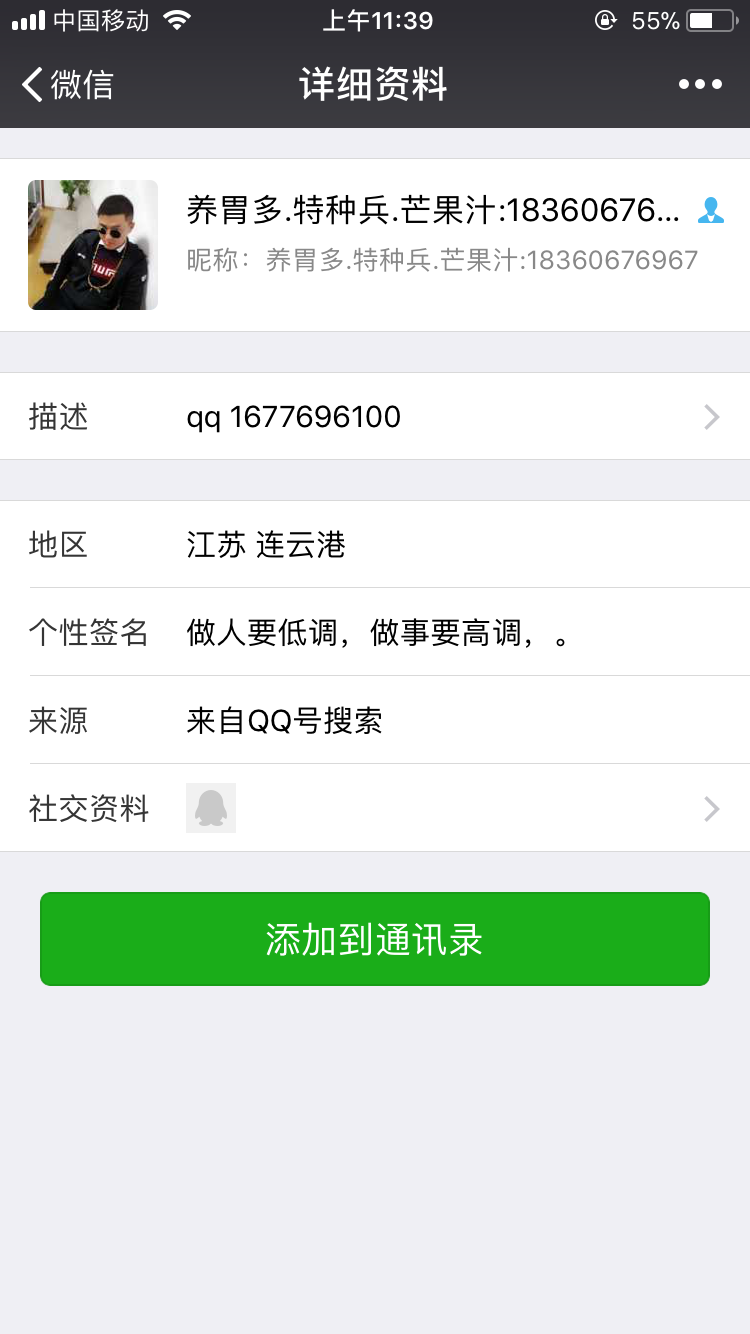 中国移动 上午11:39 55%
微信 详细资料
养胃多.特种兵.芒果汁:18360676...
昵称：养胃多.特种兵.芒果汁:18360676967
描述 qq 1677696100
地区 江苏 连云港
个性签名 做人要低调，做事要高调，。
来源 来自QQ号搜索
社交资料
添加到通讯录